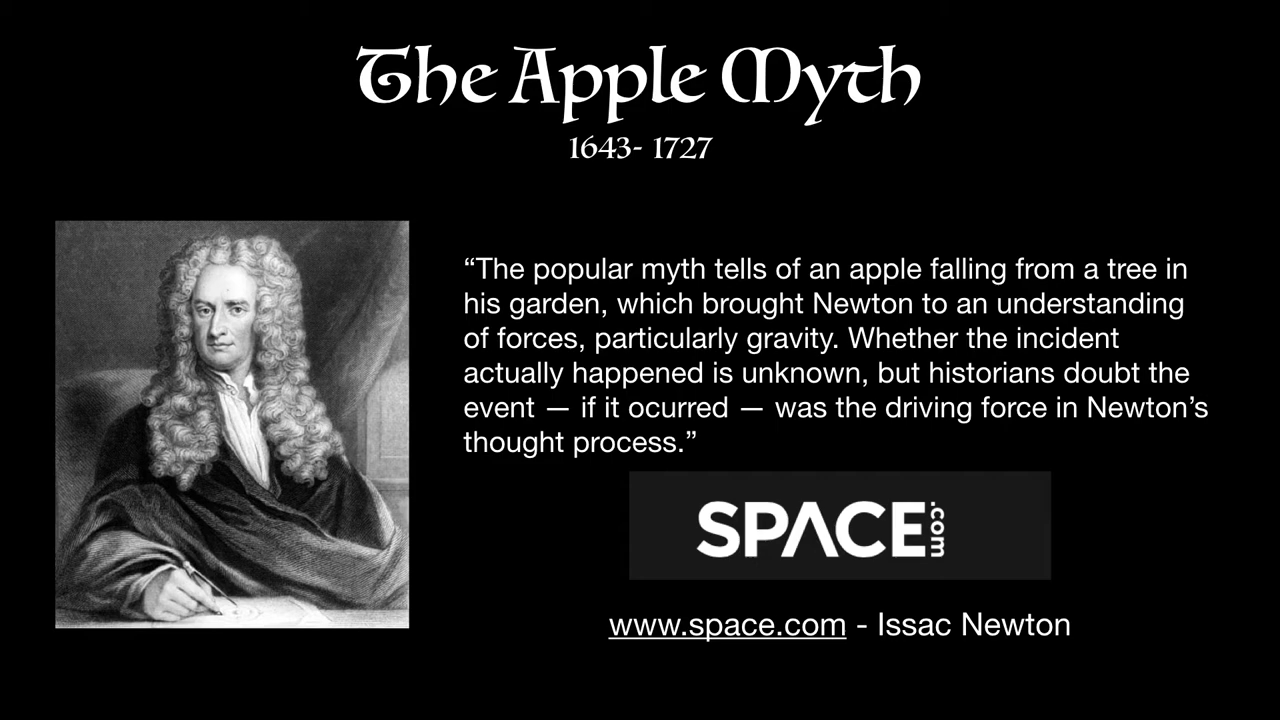 The Apple Myth
1643- 1727
“The popular myth tells of an apple falling from a tree in
his garden, which brought Newton to an understanding
of forces, particularly gravity. Whether the incident
actually happened is unknown, but historians doubt the
event — if it ocurred — was the driving force in Newton’s
thought process.”
SPACE.com
www.space.com - Issac Newton